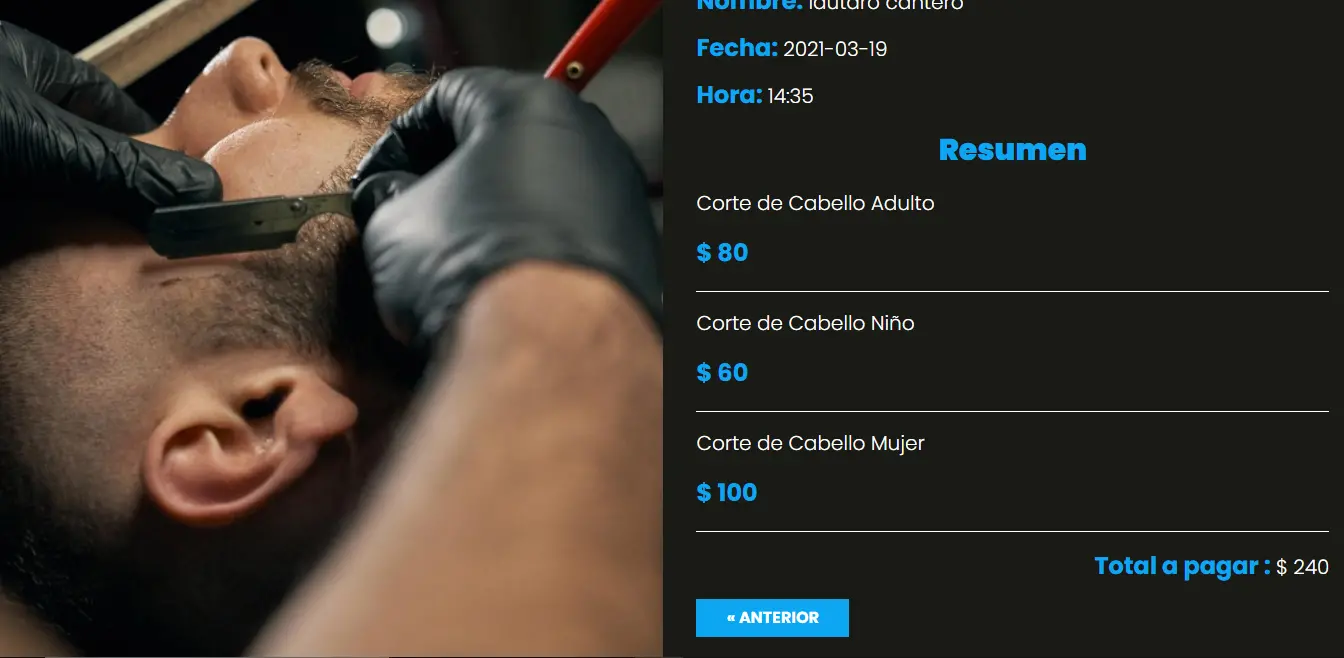 Nombre: lautaro cantero
Fecha: 2021-03-19
Hora: 14:35
Resumen
Corte de Cabello Adulto
$ 80
Corte de Cabello Niño
$ 60
Corte de Cabello Mujer
$ 100
Total a pagar : $ 240
« ANTERIOR